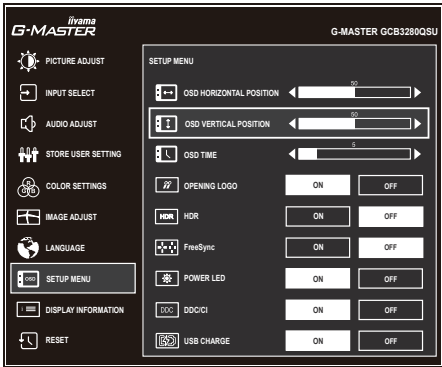 iiyama
G-MASTER
G-MASTER GCB3280QSU
PICTURE ADJUST
INPUT SELECT
AUDIO ADJUST
STORE USER SETTING
R
G B
COLOR SETTINGS
IMAGE ADJUST
LANGUAGE
OSD
SETUP MENU
i
DISPLAY INFORMATION
RESET
SETUP MENU
OSD HORIZONTAL POSITION
50
OSD VERTICAL POSITION
50
OSD TIME
5
OPENING LOGO ON OFF
HDR HDR ON OFF
FreeSync ON OFF
POWER LED ON OFF
DDC DDC/CI ON OFF
USB CHARGE ON OFF